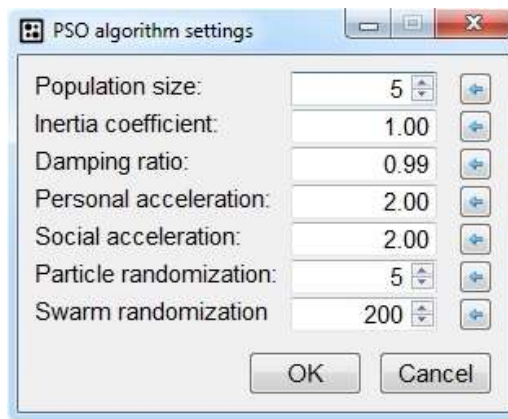 PSO algorithm settings
Population size: 5
Inertia coefficient: 1.00
Damping ratio: 0.99
Personal acceleration: 2.00
Social acceleration: 2.00
Particle randomization: 5
Swarm randomization 200
OK Cancel